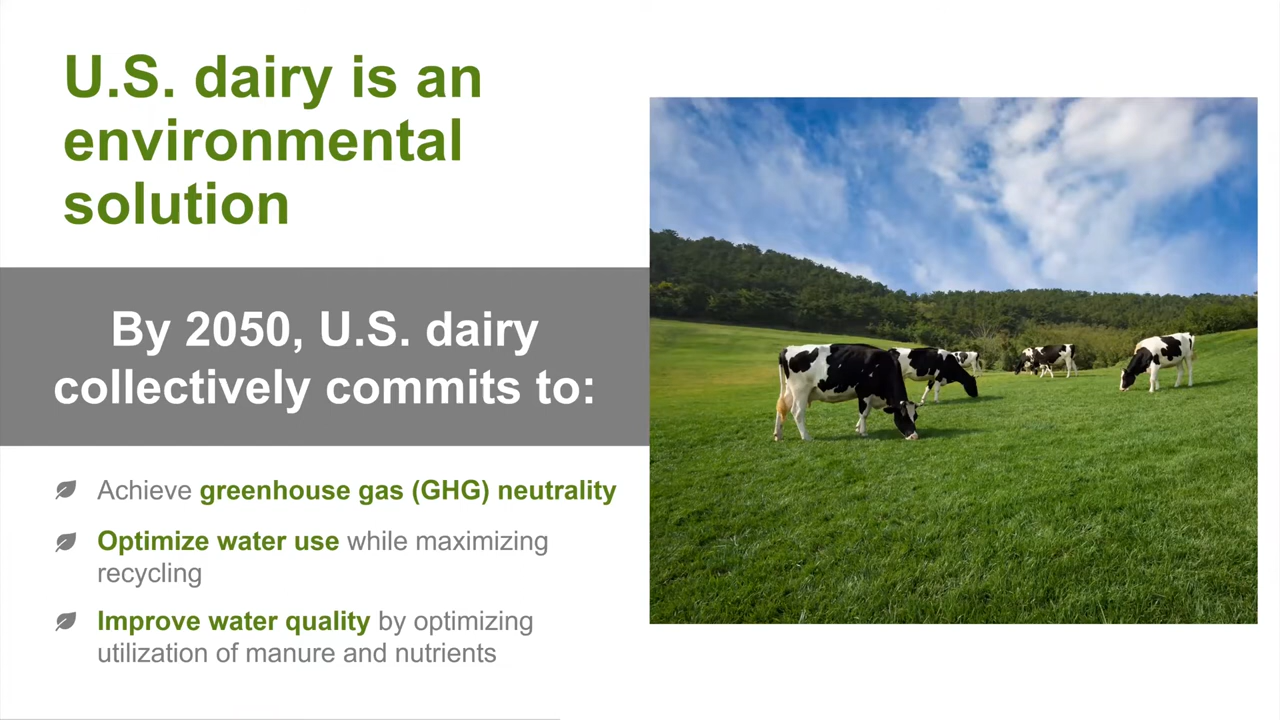 U.S. dairy is an
environmental
solution
By 2050, U.S. dairy
collectively commits to:
Achieve greenhouse gas (GHG) neutrality
Optimize water use while maximizing
recycling
Improve water quality by optimizing
utilization of manure and nutrients